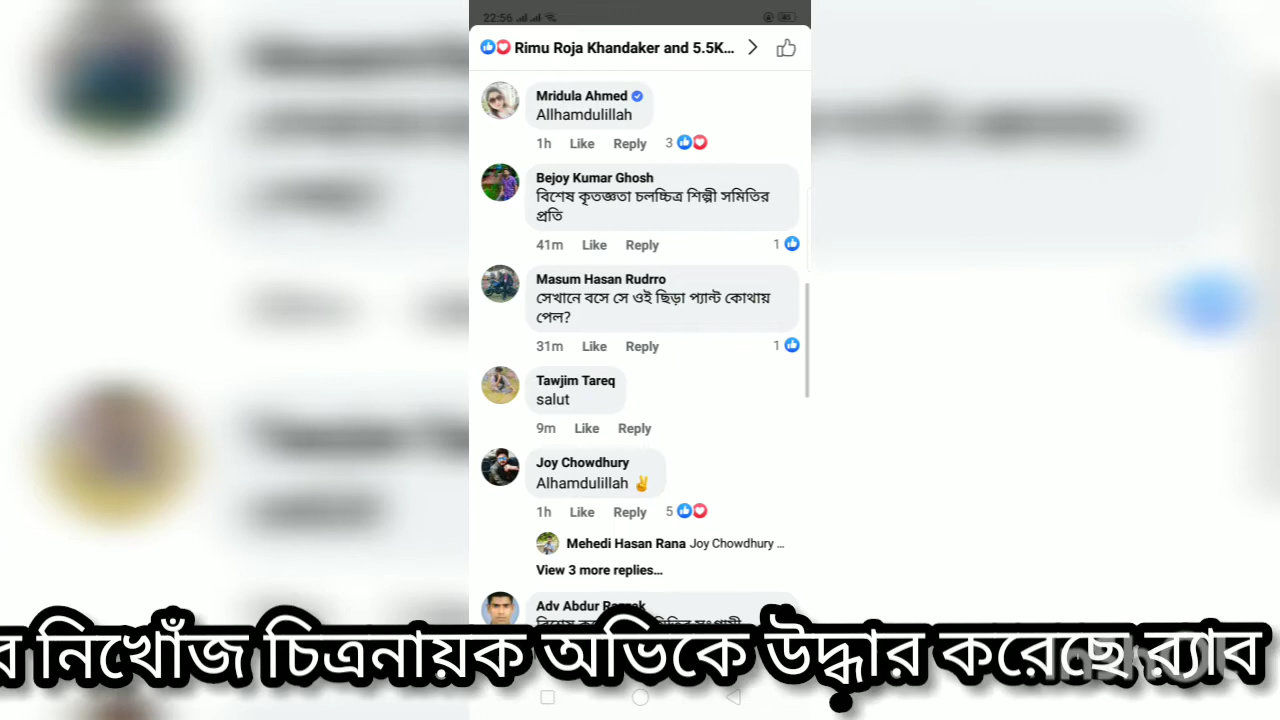 22:56
Rimu Roja Khandaker and 5.5K...
Mridula Ahmed
Allhamdulillah
1h Like Reply 3
Bejoy Kumar Ghosh
বিশেষ কৃতজ্ঞতা চলচ্চিত্র শিল্পী সমিতির
প্রতি
41m Like Reply 1
Masum Hasan Rudrro
সেখানে বসে সে ওই ছিড়া প্যান্ট কোথায়
পেল?
31m Like Reply 1
Tawjim Tareq
salut
9m Like Reply
Joy Chowdhury
Alhamdulillah ✌️
1h Like Reply 5
Mehedi Hasan Rana Joy Chowdhury ...
View 3 more replies...
Adv Abdur
র নিখোঁজ চিত্রনায়ক অভিকে উদ্ধার করেছে র‍্যাব